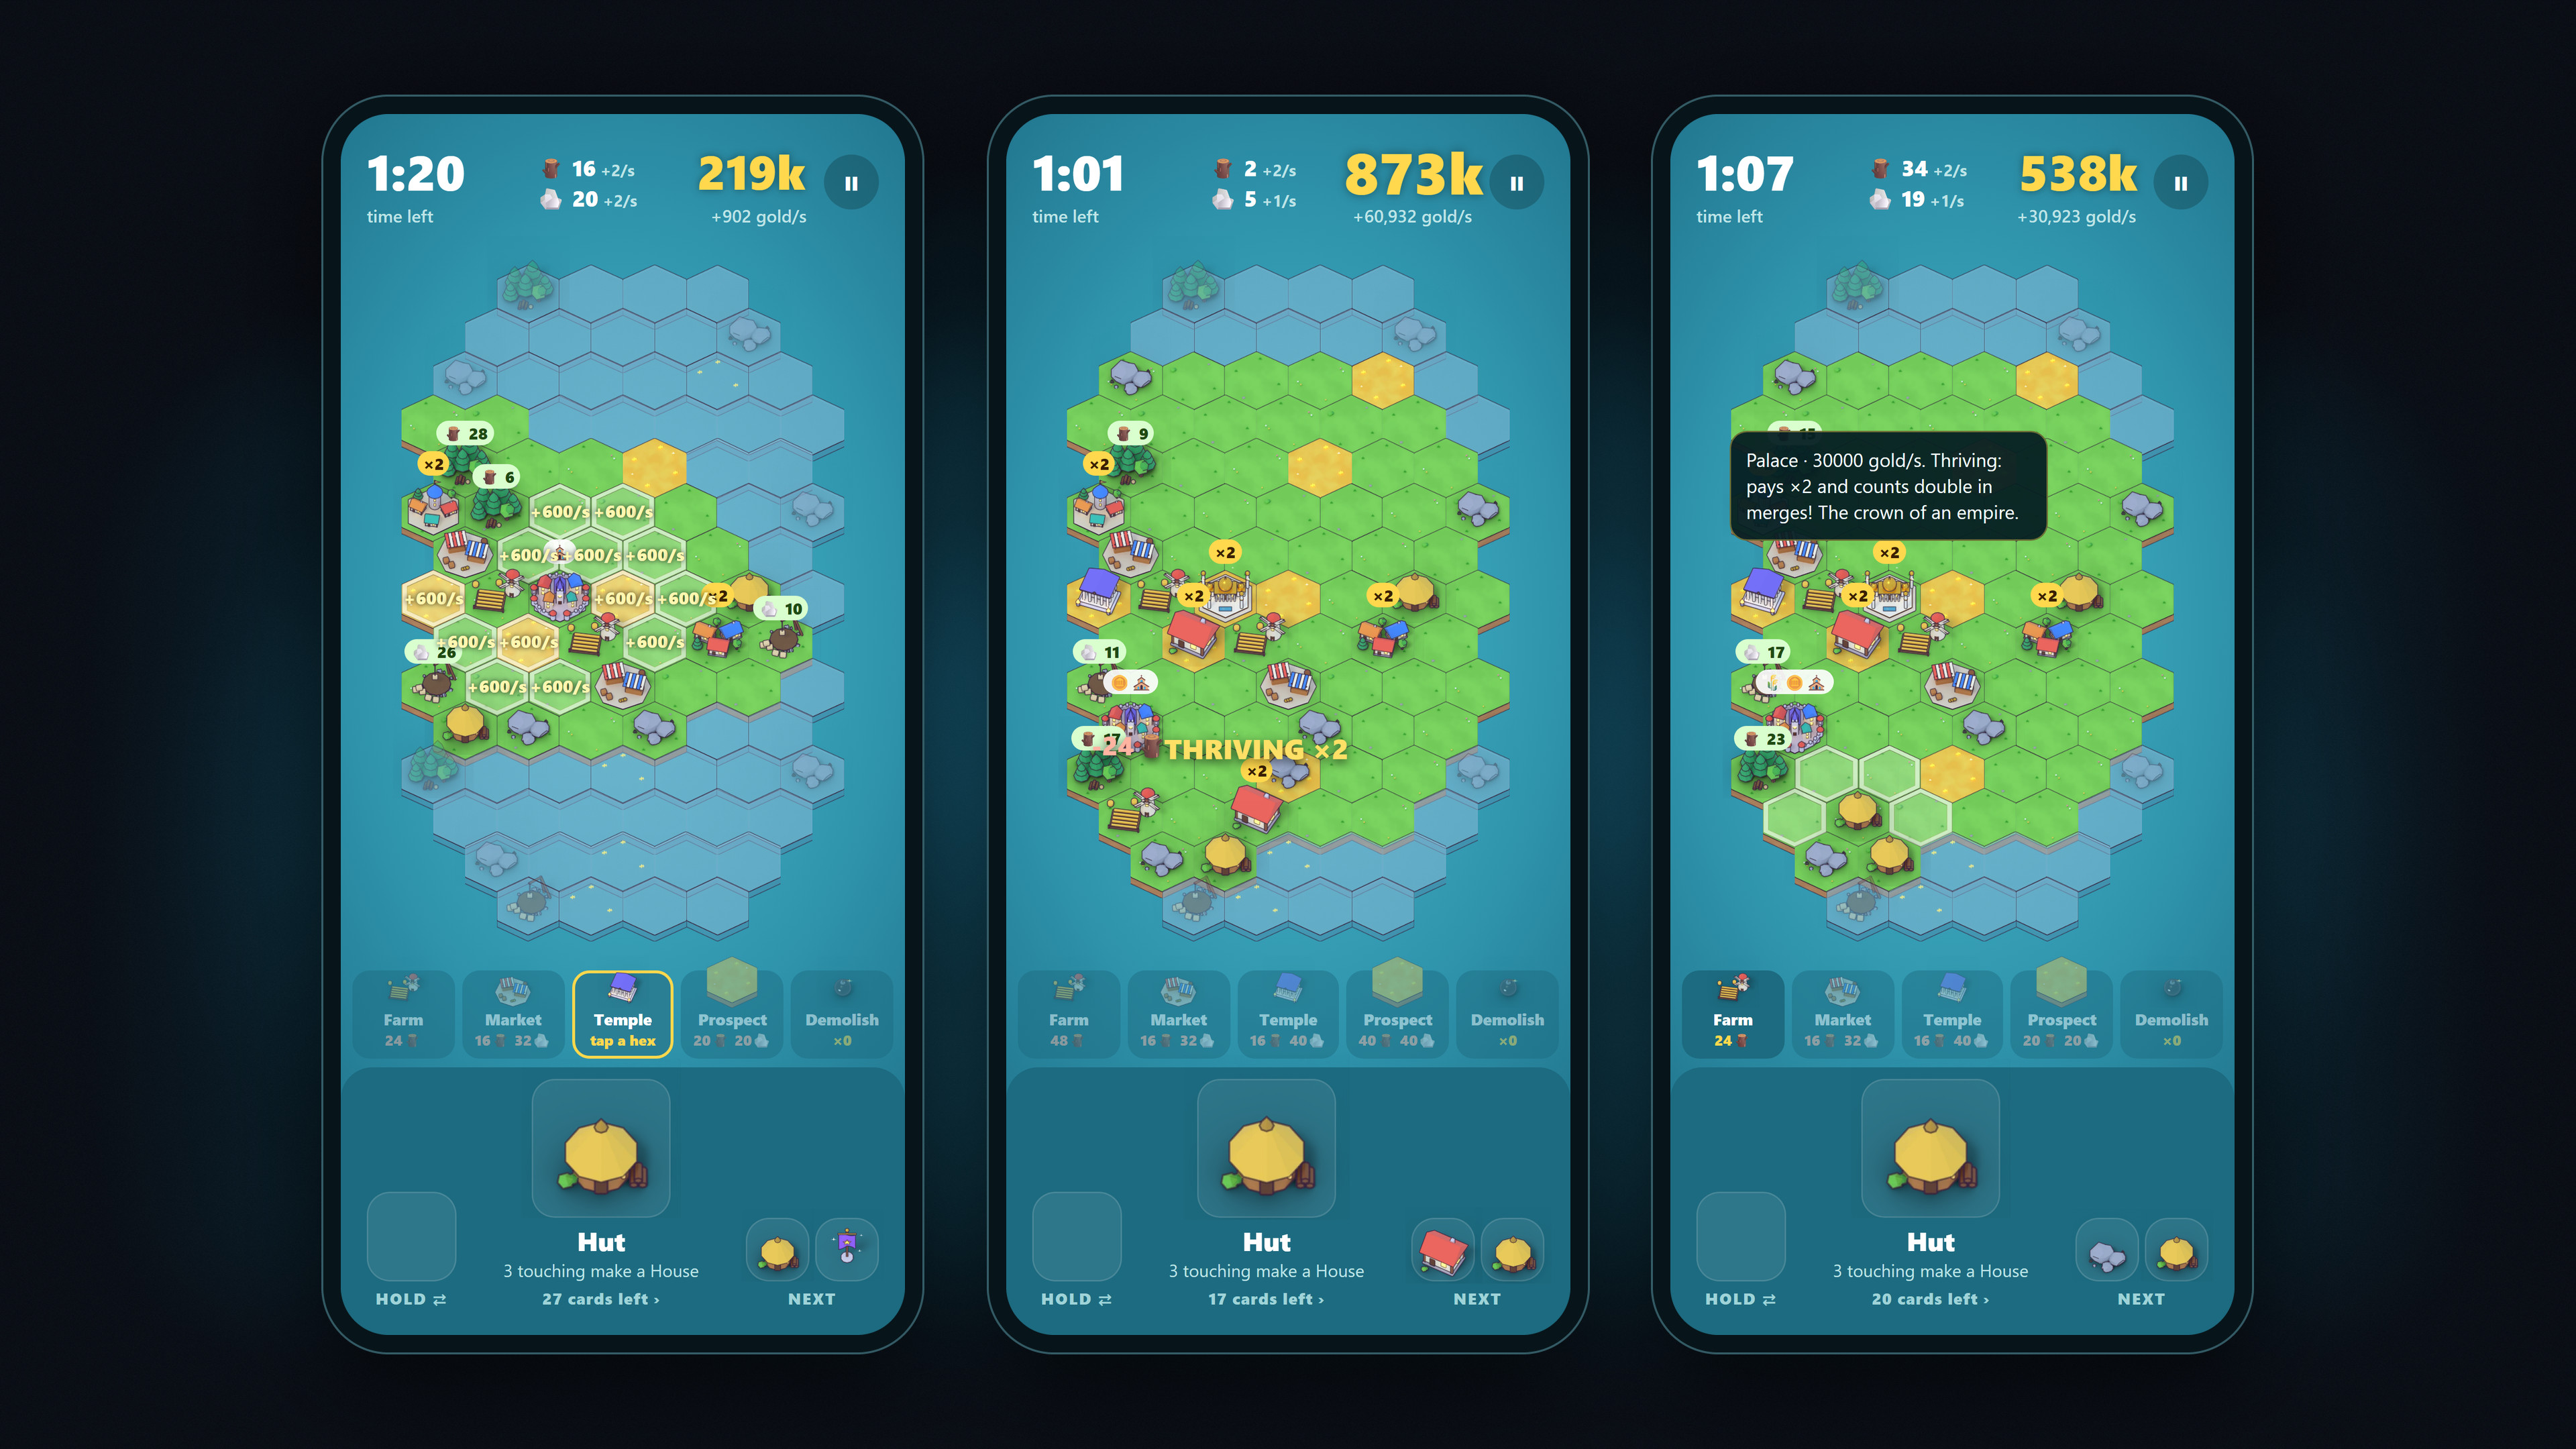 1:20
time left
16 +2/s
20 +2/s
219k
+902 gold/s
28
×2
6
+600/s +600/s
+600/s +600/s +600/s
+600/s +600/s +600/s ×2
10
+600/s +600/s +600/s
26
+600/s +600/s
Farm
24
Market
16 32
Temple
tap a hex
Prospect
20 20
Demolish
×0
Hut
3 touching make a House
27 cards left ›
HOLD ⇄
NEXT
1:01
time left
2 +2/s
5 +1/s
873k
+60,932 gold/s
9
×2
×2
×2
×2
11
17
-24
THRIVING ×2
×2
Farm
48
Market
16 32
Temple
16 40
Prospect
40 40
Demolish
×0
Hut
3 touching make a House
17 cards left ›
HOLD ⇄
NEXT
1:07
time left
34 +2/s
19 +1/s
538k
+30,923 gold/s
15
Palace · 30000 gold/s. Thriving:
pays ×2 and counts double in
merges! The crown of an empire.
×2
×2
×2
17
23
Farm
24
Market
16 32
Temple
16 40
Prospect
20 20
Demolish
×0
Hut
3 touching make a House
20 cards left ›
HOLD ⇄
NEXT